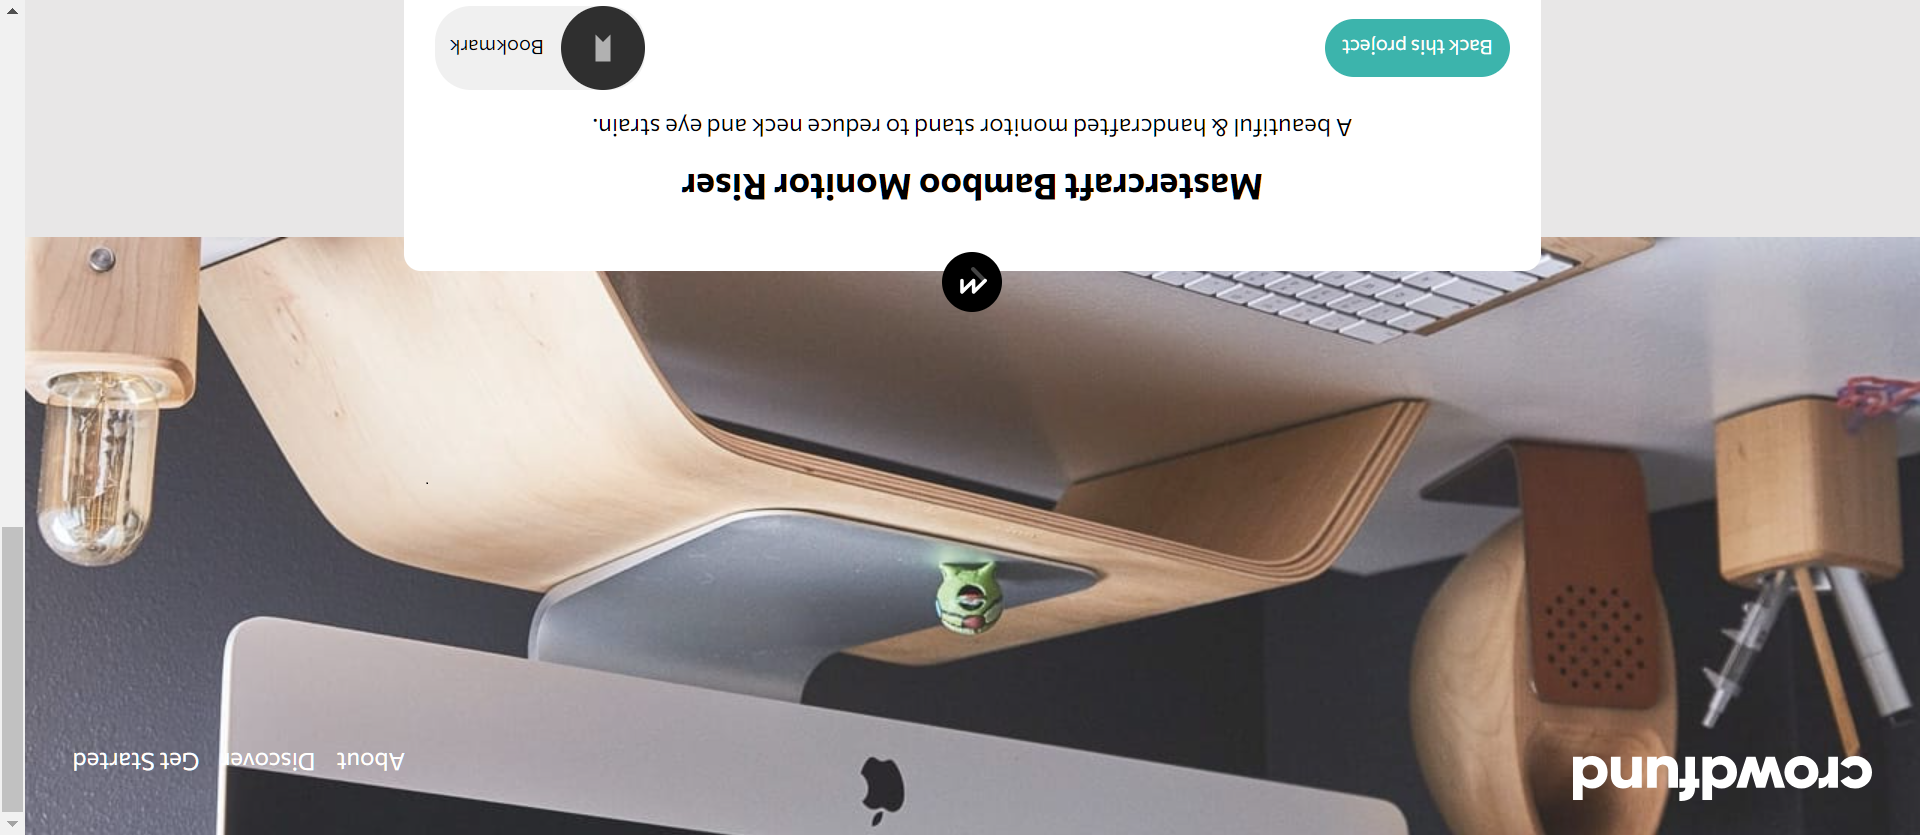 crowdfund
About Discover Get Started
Mastercraft Bamboo Monitor Riser
A beautiful & handcrafted monitor stand to reduce neck and eye strain.
Back this project
Bookmark